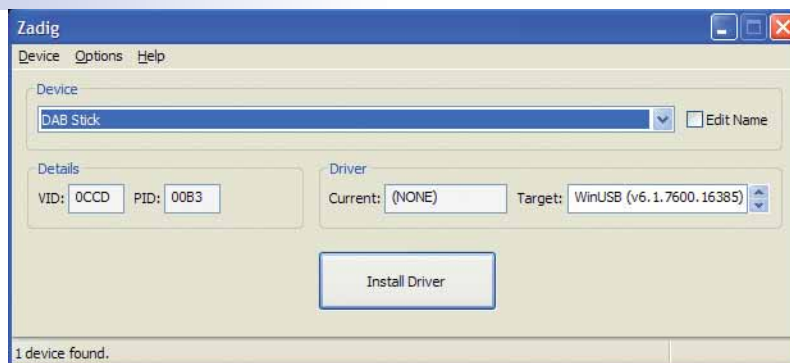 Zadig
Device Options Help
Device
DAB Stick
Edit Name
Details
VID: 0CCD PID: 00B3
Driver
Current: (NONE) Target: WinUSB (v6.1.7600.16385)
Install Driver
1 device found.